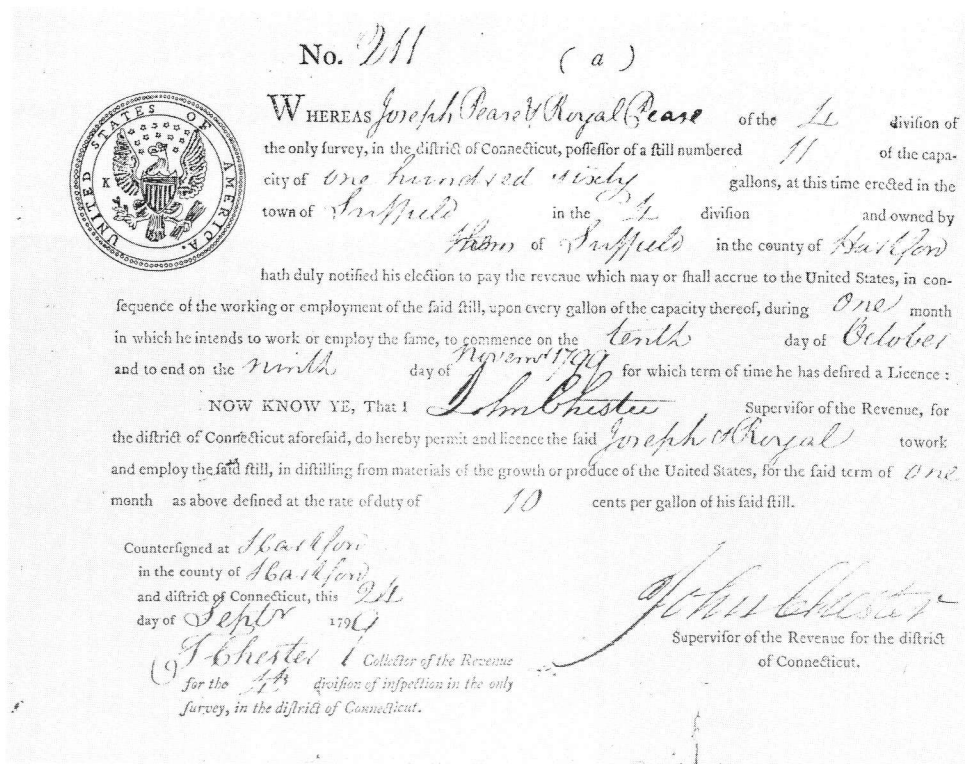 No. 211 (a)
UNITED STATES OF AMERICA.
K
WHEREAS Joseph Pease & Royal Pease of the 4 division of
the only survey, in the district of Connecticut, possessor of a still numbered 11 of the capa-
city of one hundred sixty gallons, at this time erected in the
town of Suffield in the 4 division and owned by
them of Suffield in the county of Hartford
hath duly notified his election to pay the revenue which may or shall accrue to the United States, in con-
sequence of the working or employment of the said still, upon every gallon of the capacity thereof, during one month
in which he intends to work or employ the same, to commence on the tenth day of October
and to end on the ninth day of Novemr 1799 for which term of time he has desired a Licence:
NOW KNOW YE, That I John Chester Supervisor of the Revenue, for
the district of Connecticut aforesaid, do hereby permit and licence the said Joseph & Royal to work
and employ the said still, in distilling from materials of the growth or produce of the United States, for the said term of one
month as above defined at the rate of duty of 10 cents per gallon of his said still.
Countersigned at Hartford
in the county of Hartford
and district of Connecticut, this 24
day of Septr 1799
John Chester
Supervisor of the Revenue for the district
of Connecticut.
T Chester Collector of the Revenue
for the 4th division of inspection in the only
survey, in the district of Connecticut.